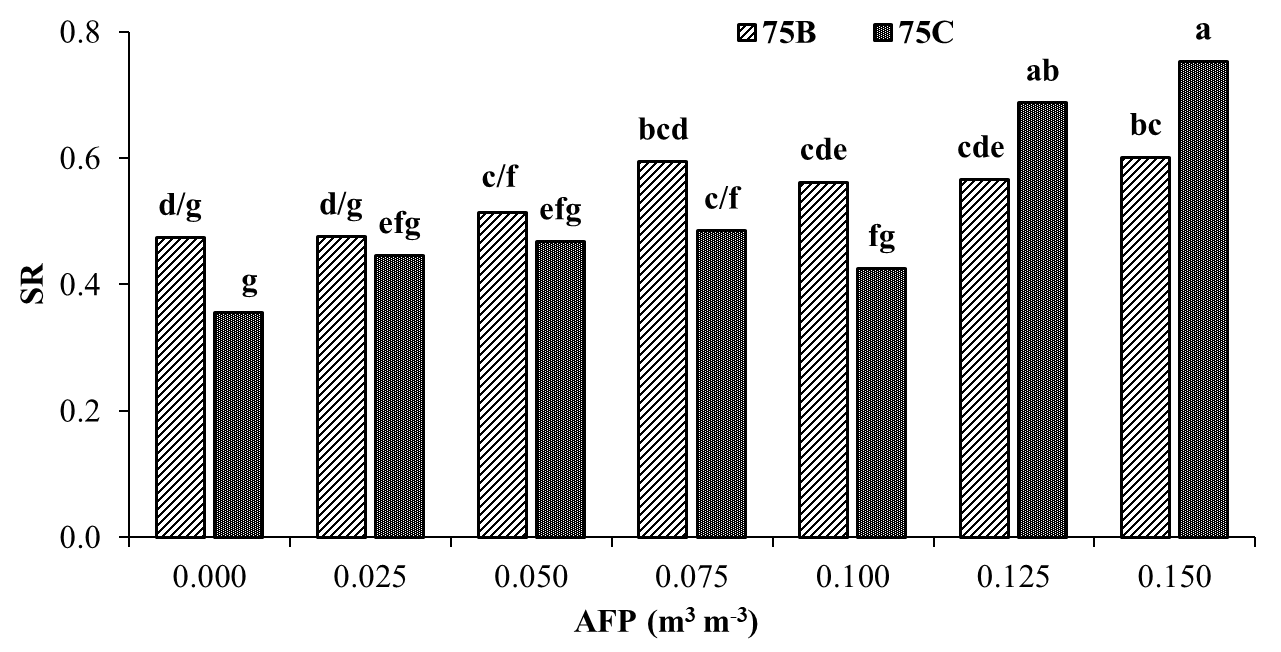 0.8
75B 75C
a
ab
bcd cde cde bc
0.6
d/g d/g c/f
efg efg c/f fg
g
0.4
SR
0.2
0.0
0.000 0.025 0.050 0.075 0.100 0.125 0.150
AFP (m³ m⁻³)